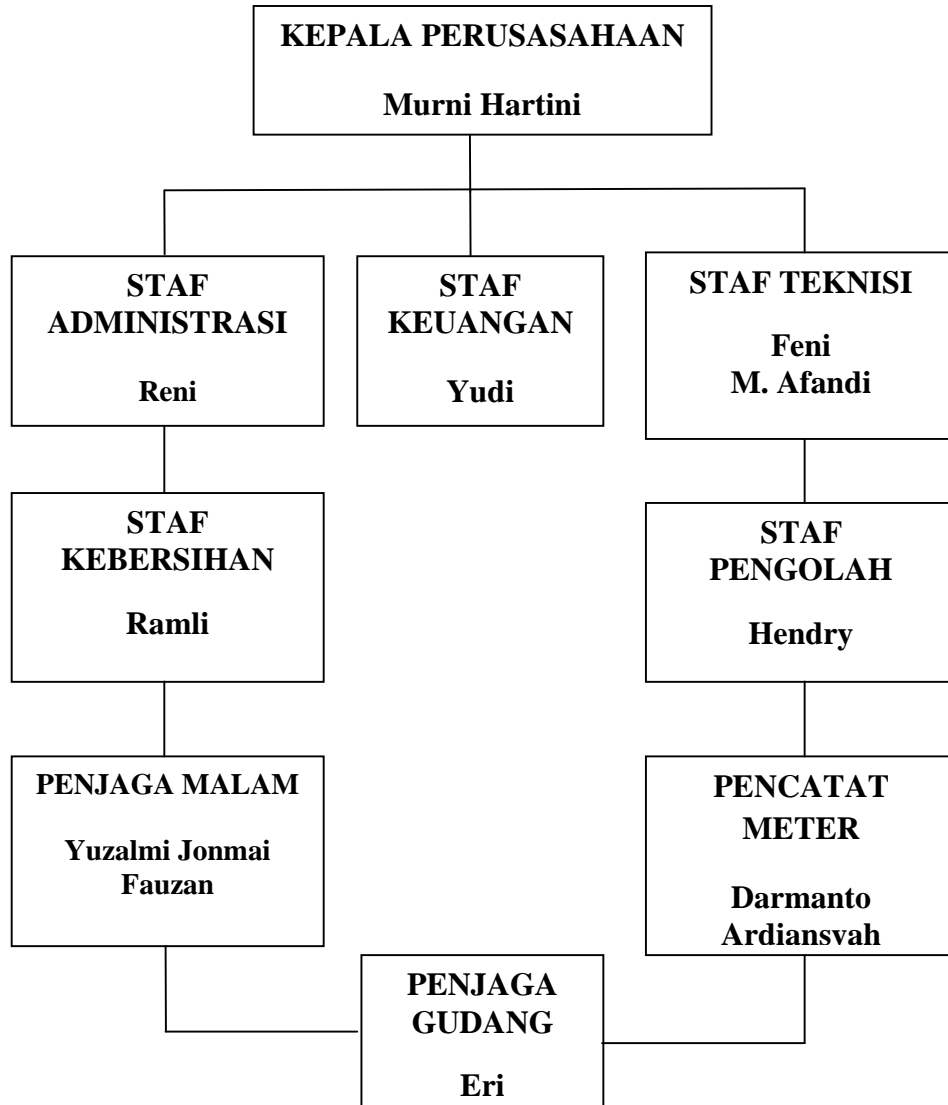 KEPALA PERUSASAHAAN
Murni Hartini
STAF
ADMINISTRASI
Reni
STAF
KEUANGAN
Yudi
STAF TEKNISI
Feni
M. Afandi
STAF
KEBERSIHAN
Ramli
STAF
PENGOLAH
Hendry
PENJAGA MALAM
Yuzalmi Jonmai
Fauzan
PENCATAT
METER
Darmanto
Ardiansvah
PENJAGA
GUDANG
Eri